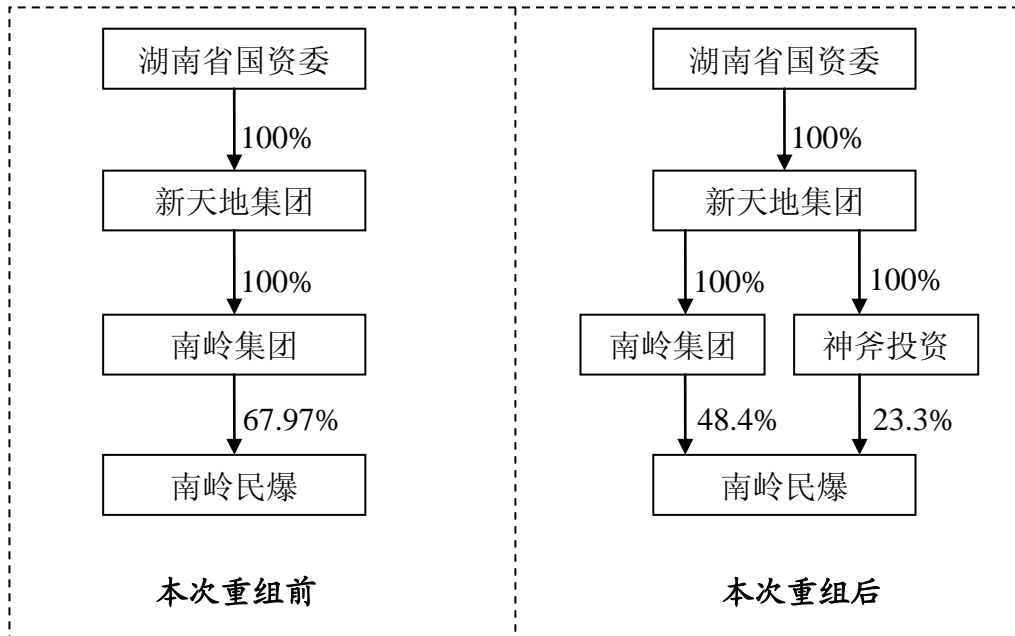 湖南省国资委
100%
新天地集团
100%
南岭集团
67.97%
南岭民爆
本次重组前
湖南省国资委
100%
新天地集团
100%
100%
南岭集团
神斧投资
48.4%
23.3%
南岭民爆
本次重组后